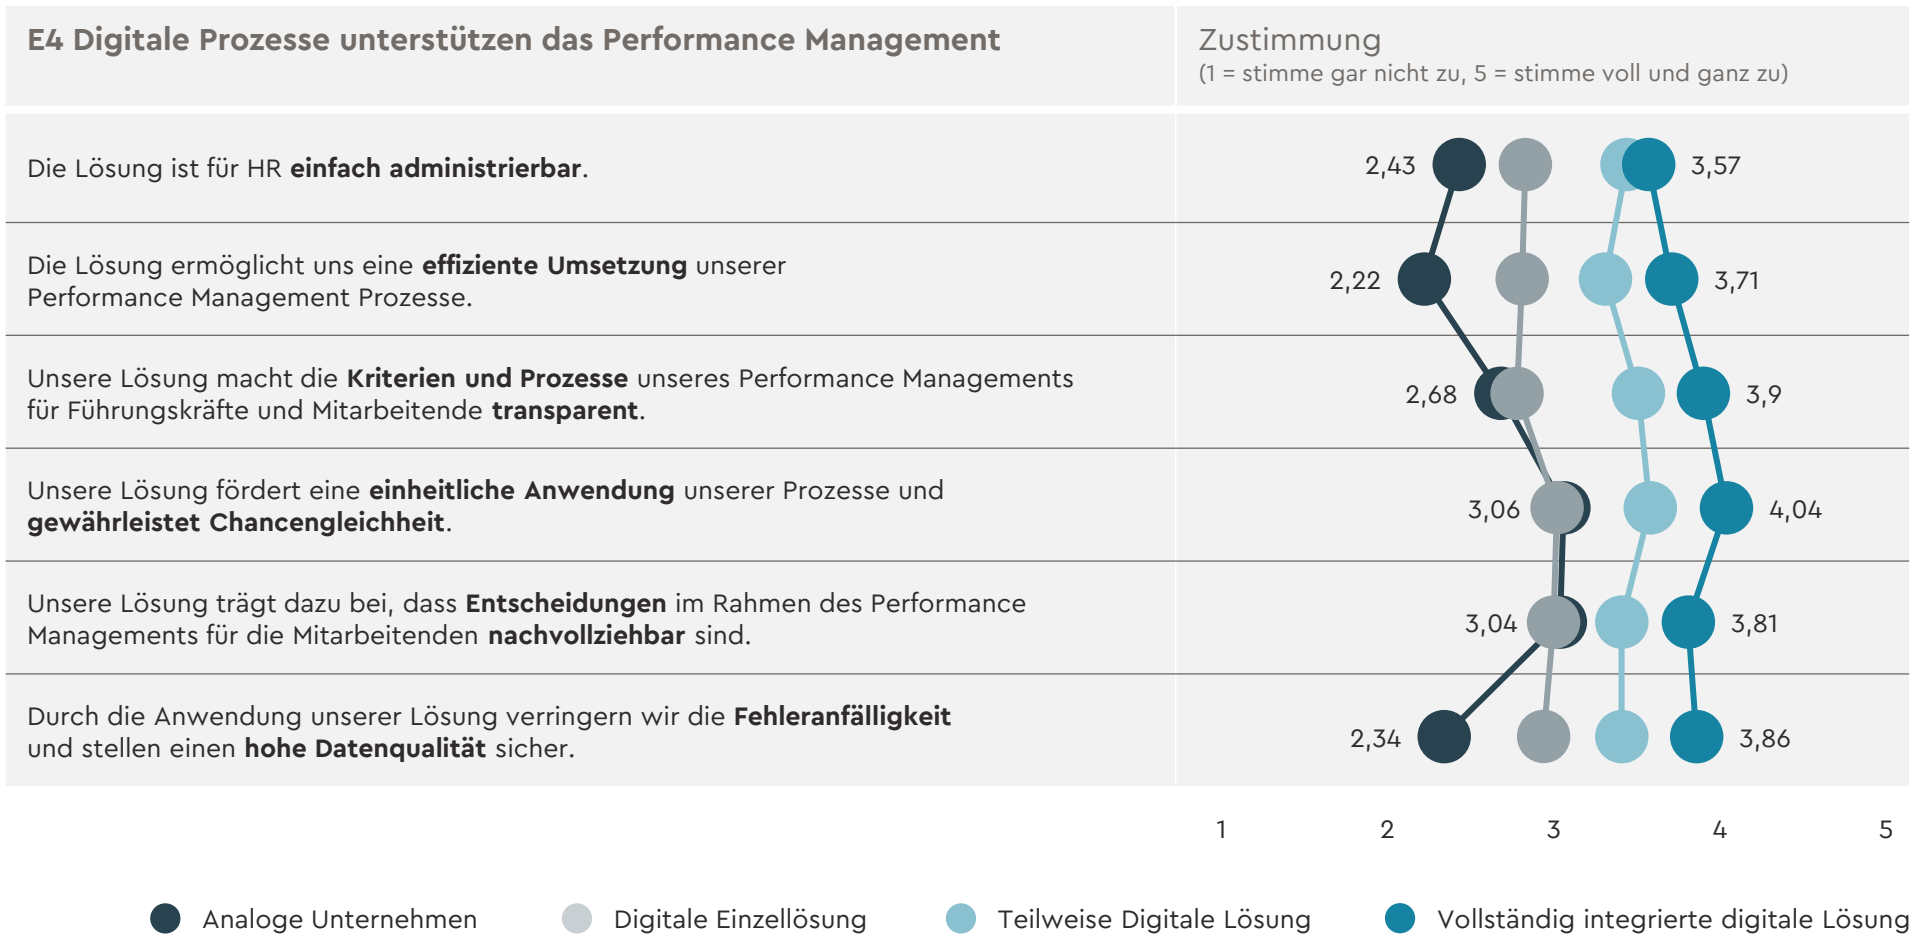 E4 Digitale Prozesse unterstützen das Performance Management
Zustimmung
(1 = stimme gar nicht zu, 5 = stimme voll und ganz zu)
Die Lösung ist für HR einfach administrierbar.
2,43
3,57
Die Lösung ermöglicht uns eine effiziente Umsetzung unserer
Performance Management Prozesse.
2,22
3,71
Unsere Lösung macht die Kriterien und Prozesse unseres Performance Managements
für Führungskräfte und Mitarbeitende transparent.
2,68
3,9
Unsere Lösung fördert eine einheitliche Anwendung unserer Prozesse und
gewährleistet Chancengleichheit.
3,06
4,04
Unsere Lösung trägt dazu bei, dass Entscheidungen im Rahmen des Performance
Managements für die Mitarbeitenden nachvollziehbar sind.
3,04
3,81
Durch die Anwendung unserer Lösung verringern wir die Fehleranfälligkeit
und stellen einen hohe Datenqualität sicher.
2,34
3,86
1 2 3 4 5
Analoge Unternehmen
Digitale Einzellösung
Teilweise Digitale Lösung
Vollständig integrierte digitale Lösung